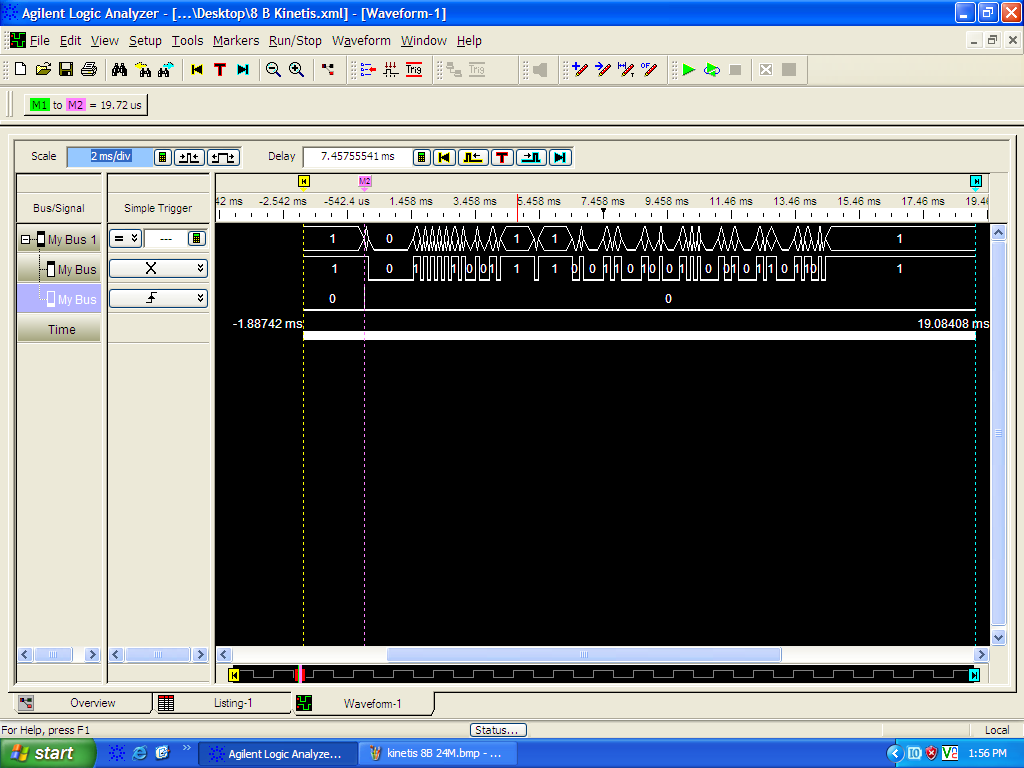 Agilent Logic Analyzer - [...\Desktop\8 B Kinetis.xml] - [Waveform-1]
File Edit View Setup Tools Markers Run/Stop Waveform Window Help
T Trig Trig
M1 to M2 = 19.72 us
Scale 2 ms/div Delay 7.45755541 ms T
M2
Bus/Signal Simple Trigger 42 ms -2.542 ms -542.4 us 1.458 ms 3.458 ms 5.458 ms 7.458 ms 9.458 ms 11.46 ms 13.46 ms 15.46 ms 17.46 ms 19.46
My Bus 1 = --- 1 0 1 1 1
My Bus X 1 0 1 1 0 0 1 1 1 0 0 1 1 0 1 0 0 1 0 0 1 0 1 1 0 1 1 0 1
My Bus 0 0
Time -1.88742 ms 19.08408 ms
Overview Listing-1 Waveform-1
For Help, press F1 Status... Local
start Agilent Logic Analyze... kinetis 8B 24M.bmp - ... 1:56 PM